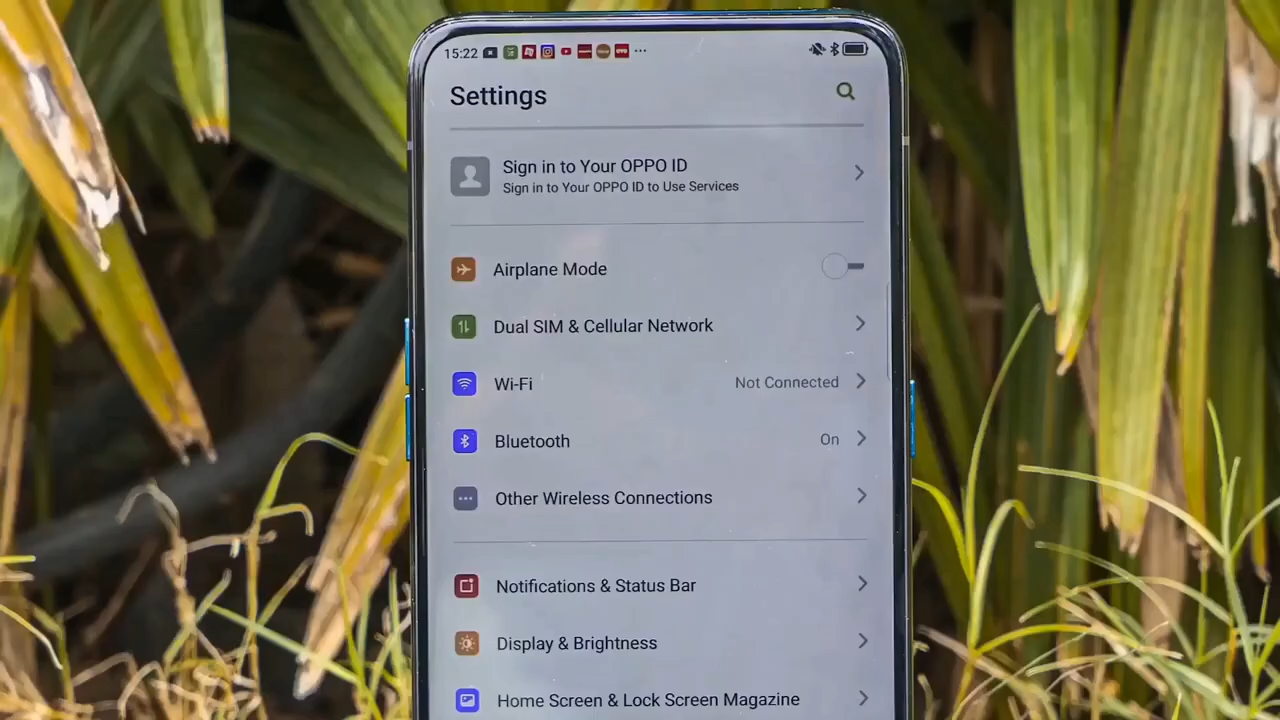 15:22
Settings
Sign in to Your OPPO ID
Sign in to Your OPPO ID to Use Services
Airplane Mode
Dual SIM & Cellular Network
Wi-Fi Not Connected
Bluetooth On
Other Wireless Connections
Notifications & Status Bar
Display & Brightness
Home Screen & Lock Screen Magazine